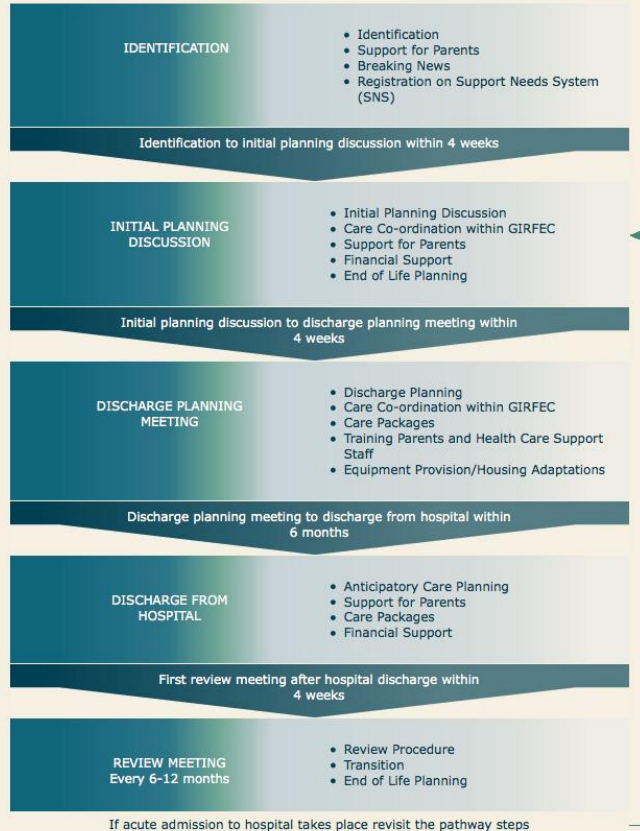 IDENTIFICATION
• Identification
• Support for Parents
• Breaking News
• Registration on Support Needs System
(SNS)
Identification to initial planning discussion within 4 weeks
INITIAL PLANNING
DISCUSSION
• Initial Planning Discussion
• Care Co-ordination within GIRFEC
• Support for Parents
• Financial Support
• End of Life Planning
Initial planning discussion to discharge planning meeting within
4 weeks
DISCHARGE PLANNING
MEETING
• Discharge Planning
• Care Co-ordination within GIRFEC
• Care Packages
• Training Parents and Health Care Support
Staff
• Equipment Provision/Housing Adaptations
Discharge planning meeting to discharge from hospital within
6 months
DISCHARGE FROM
HOSPITAL
• Anticipatory Care Planning
• Support for Parents
• Care Packages
• Financial Support
First review meeting after hospital discharge within
4 weeks
REVIEW MEETING
Every 6-12 months
• Review Procedure
• Transition
• End of Life Planning
If acute admission to hospital takes place revisit the pathway steps